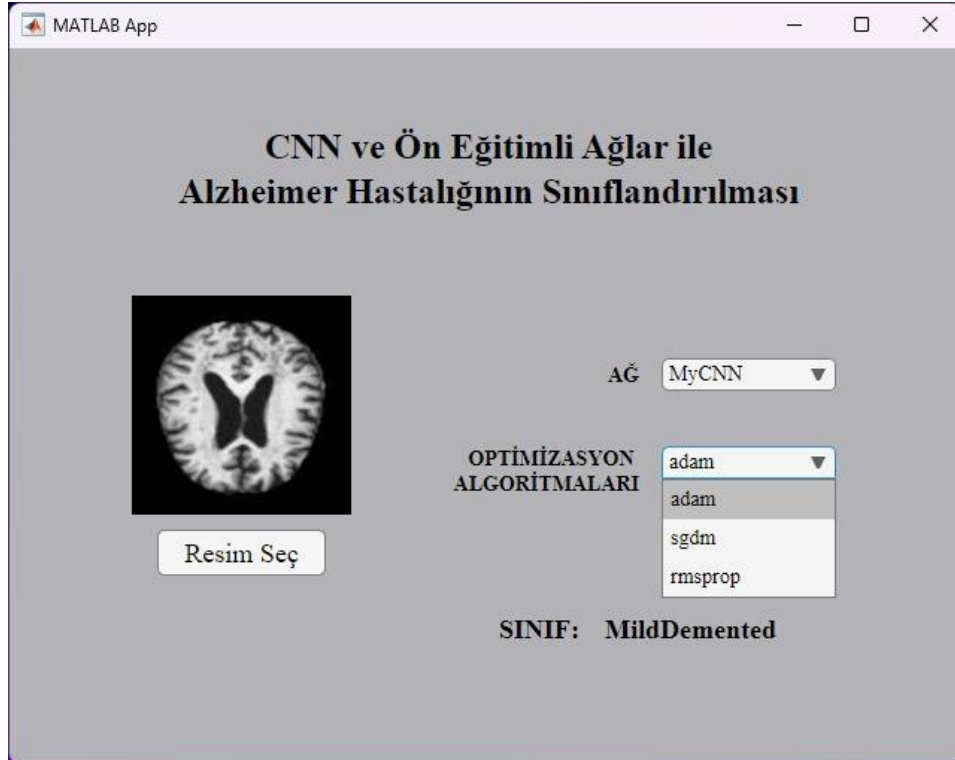 MATLAB App
CNN ve Ön Eğitimli Ağlar ile
Alzheimer Hastalığının Sınıflandırılması
AĞ
MyCNN
OPTİMİZASYON
ALGORİTMALARI
adam
adam
sgdm
rmsprop
Resim Seç
SINIF: MildDemented